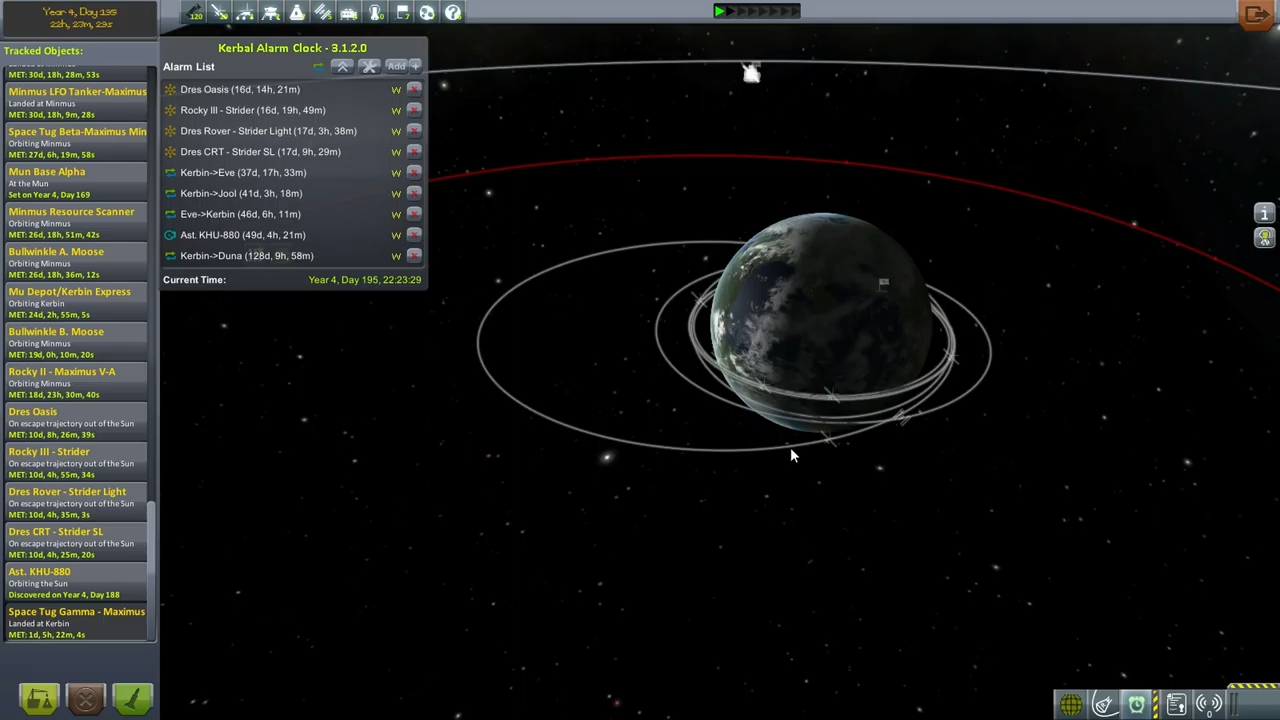 Year 4, Day 195
22h, 23m, 29s
120
0
7
Tracked Objects:
MET: 30d, 18h, 28m, 53s
Minmus LFO Tanker-Maximus
Landed at Minmus
MET: 30d, 18h, 9m, 28s
Space Tug Beta-Maximus Min
Orbiting Minmus
MET: 27d, 6h, 19m, 58s
Mun Base Alpha
At the Mun
Set on Year 4, Day 169
Minmus Resource Scanner
Orbiting Minmus
MET: 26d, 18h, 51m, 42s
Bullwinkle A. Moose
Orbiting Minmus
MET: 26d, 18h, 36m, 12s
Mu Depot/Kerbin Express
Orbiting Kerbin
MET: 24d, 2h, 55m, 5s
Bullwinkle B. Moose
Orbiting Minmus
MET: 19d, 0h, 10m, 20s
Rocky II - Maximus V-A
Orbiting Minmus
MET: 18d, 23h, 30m, 40s
Dres Oasis
On escape trajectory out of the Sun
MET: 10d, 8h, 26m, 39s
Rocky III - Strider
On escape trajectory out of the Sun
MET: 10d, 4h, 55m, 34s
Dres Rover - Strider Light
On escape trajectory out of the Sun
MET: 10d, 4h, 35m, 3s
Dres CRT - Strider SL
On escape trajectory out of the Sun
MET: 10d, 4h, 25m, 20s
Ast. KHU-880
Orbiting the Sun
Discovered on Year 4, Day 188
Space Tug Gamma - Maximus
Landed at Kerbin
MET: 1d, 5h, 22m, 4s
Kerbal Alarm Clock - 3.1.2.0
Alarm List
Add +
Dres Oasis (16d, 14h, 21m) W
Rocky III - Strider (16d, 19h, 49m) W
Dres Rover - Strider Light (17d, 3h, 38m) W
Dres CRT - Strider SL (17d, 9h, 29m) W
Kerbin->Eve (37d, 17h, 33m) W
Kerbin->Jool (41d, 3h, 18m) W
Eve->Kerbin (46d, 6h, 11m) W
Ast. KHU-880 (49d, 4h, 21m) W
Kerbin->Duna (128d, 9h, 58m) W
Current Time: Year 4, Day 195, 22:23:29
0